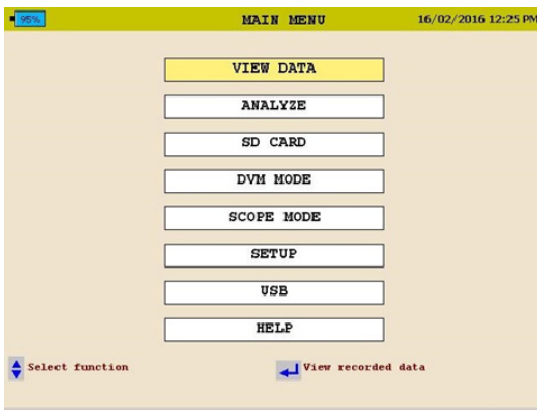 95% MAIN MENU 16/02/2016 12:25 PM
VIEW DATA
ANALYZE
SD CARD
DVM MODE
SCOPE MODE
SETUP
USB
HELP
Select function View recorded data